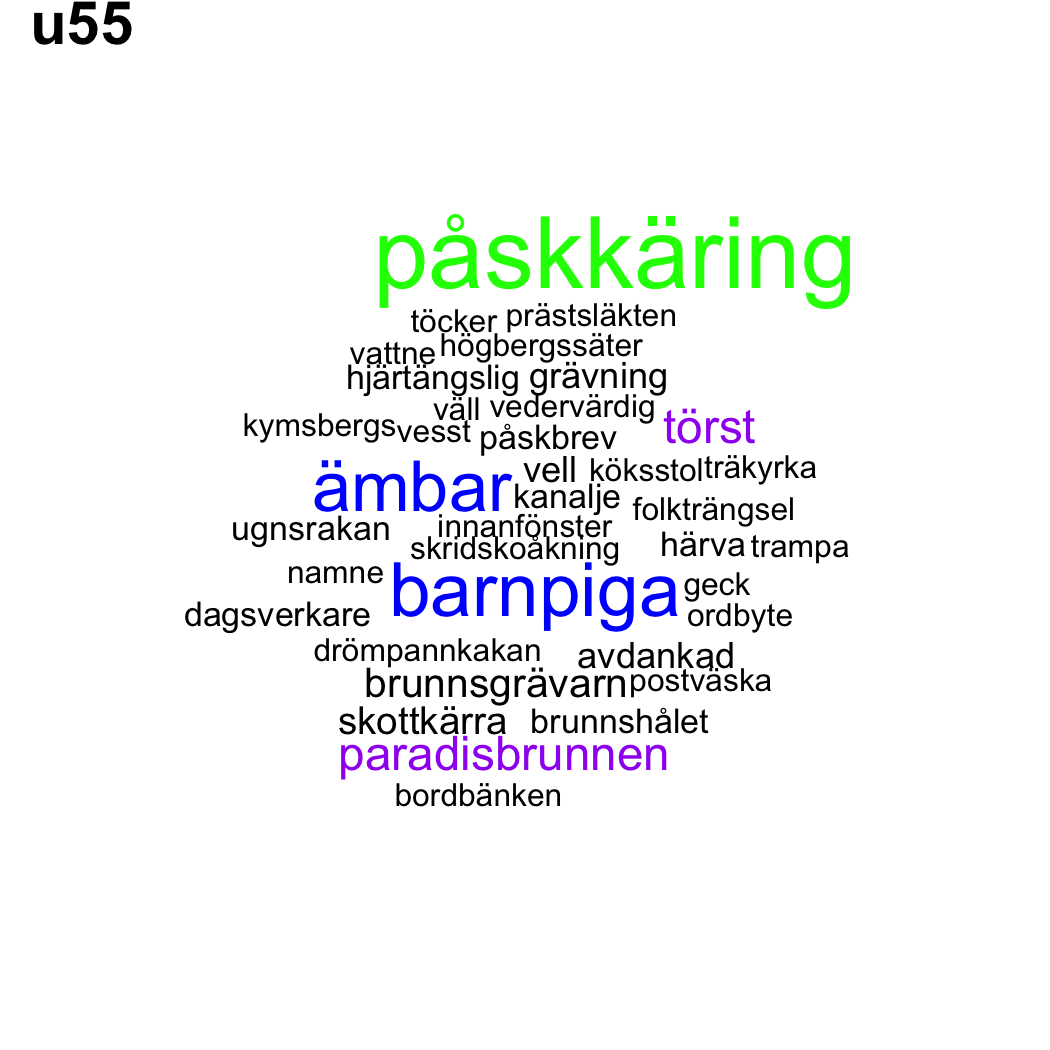 u55
påskkäring
töcker prästsläkten
vattne högbergssäter
hjärtängslig grävning
väll vedervärdig törst
kymsbergs vesst påskbrev
ämbar vell köksstol träkyrka
kanalje folkträngsel
ugnsrakan innanfönster
skridskoåkning härva trampa
namne barnpiga geck
dagsverkare ordbyte
drömpannkakan avdankad
brunnsgrävarn postväska
skottkärra brunnshålet
paradisbrunnen
bordbänken